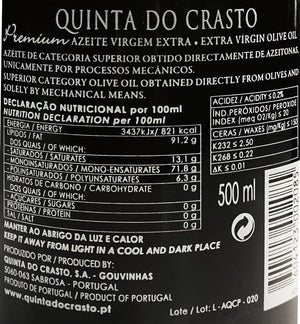 QUINTA DO CRASTO
Premium AZEITE VIRGEM EXTRA • EXTRA VIRGIN OLIVE OIL
AZEITE DE CATEGORIA SUPERIOR OBTIDO DIRECTAMENTE DE AZEITONAS,
UNICAMENTE POR PROCESSOS MECÂNICOS.
SUPERIOR CATEGORY OLIVE OIL OBTAINED DIRECTLY FROM OLIVES AND
SOLELY BY MECHANICAL MEANS.
DECLARAÇÃO NUTRICIONAL por 100ml
NUTRITION DECLARATION per 100ml
ENERGIA / ENERGY 3437kJx/ 821 kcal
LÍPIDOS / FAT 91,2 g
DOS QUAIS / OF WHICH:
SATURADOS / SATURATES 13,1 g
MONOINSATURADOS / MONO-ENSATURATES 71,8 g
POLINSATURADOS / POLYUNSATURATES 6,3 g
HIDRATOS DE CARBONO / CARBOHYDRATE 0 g
DOS QUAIS / OF WHICH:
AÇÚCARES / SUGARS 0 g
PROTEÍNAS / PROTEIN 0 g
SAL / SALT 0 g
ACIDEZ / ACIDITY ≤0.2%
IND.PERÓXIDOS/ PEROXIDE
INDEX (meq O2/Kg) ≤ 20
CERAS / WAXES (mg/Kg) ≤150
K232 ≤ 2.50
K268 ≤ 0.22
ΔK ≤ 0.01
500 ml
MANTER AO ABRIGO DA LUZ E CALOR
KEEP IT AWAY FROM LIGHT IN A COOL AND DARK PLACE
PRODUZIDO POR / PRODUCED BY
QUINTA DO CRASTO, S.A. - GOUVINHAS
5060-063 SABROSA - PORTUGAL
PRODUTO DE PORTUGAL / PRODUCT OF PORTUGAL
www.quintadocrasto.pt
Lote / Lot: L-AQCP - 020